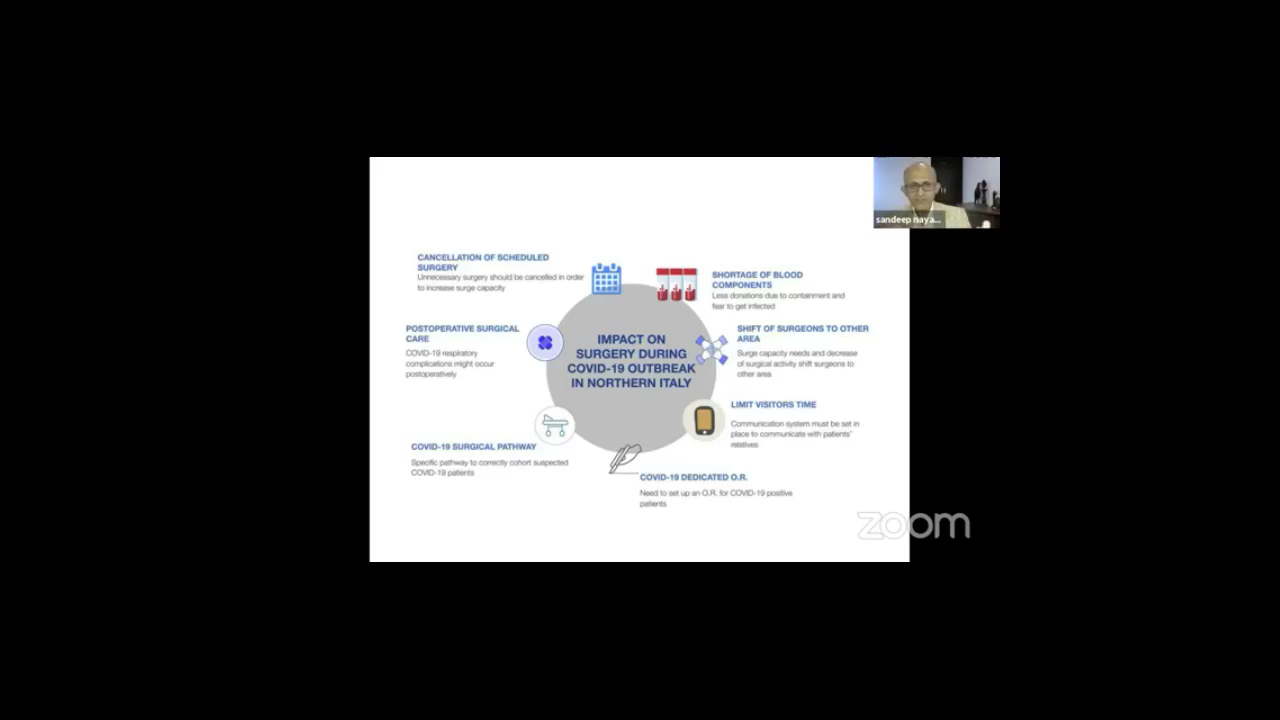 sandeep naya...
CANCELLATION OF SCHEDULED
SURGERY
Unnecessary surgery should be cancelled in order
to increase surge capacity
SHORTAGE OF BLOOD
COMPONENTS
Less donations due to containment and
fear to get infected
POSTOPERATIVE SURGICAL
CARE
COVID-19 respiratory
complications might occur
postoperatively
IMPACT ON
SURGERY DURING
COVID-19 OUTBREAK
IN NORTHERN ITALY
SHIFT OF SURGEONS TO OTHER
AREA
Surge capacity needs and decrease
of surgical activity shift surgeons to
other area
LIMIT VISITORS TIME
Communication system must be set in
place to communicate with patients'
relatives
COVID-19 SURGICAL PATHWAY
Specific pathway to correctly cohort suspected
COVID-19 patients
COVID-19 DEDICATED O.R.
Need to set up an O.R. for COVID-19 positive
patients
zoom